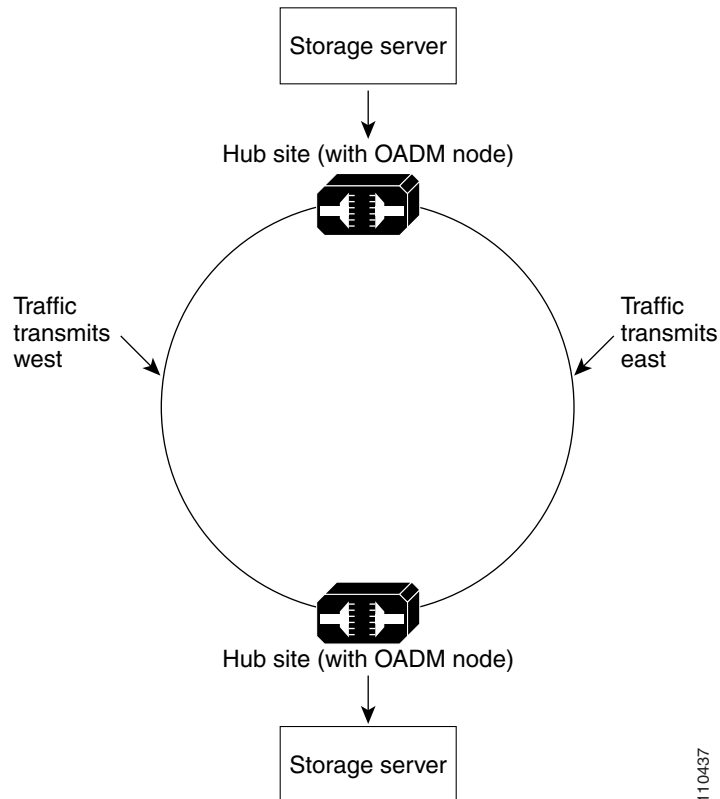 Storage server
Hub site (with OADM node)
Traffic
transmits
west
Traffic
transmits
east
Hub site (with OADM node)
Storage server
110437